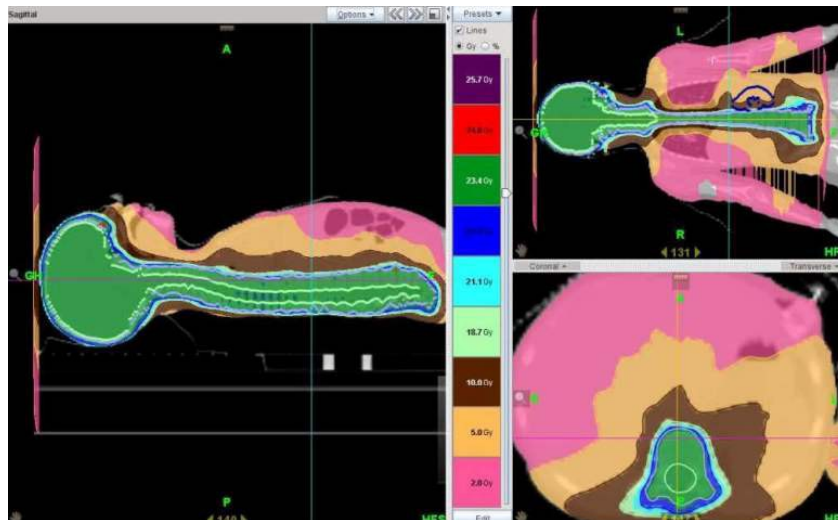 Sagittal
Options
Presets
Lines
Gy %
25.7 Gy
23.4 Gy
21.1 Gy
18.7 Gy
10.0 Gy
5.0 Gy
2.0 Gy
Edit
A
P
HFS
L
R
131
Coronal
Transverse